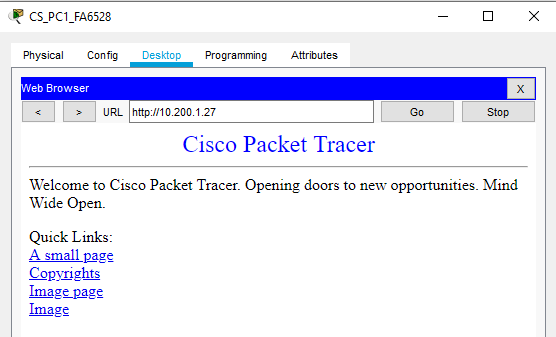 CS_PC1_FA6528
Physical Config Desktop Programming Attributes
Web Browser X
< > URL http://10.200.1.27 Go Stop
Cisco Packet Tracer
Welcome to Cisco Packet Tracer. Opening doors to new opportunities. Mind
Wide Open.
Quick Links:
A small page
Copyrights
Image page
Image